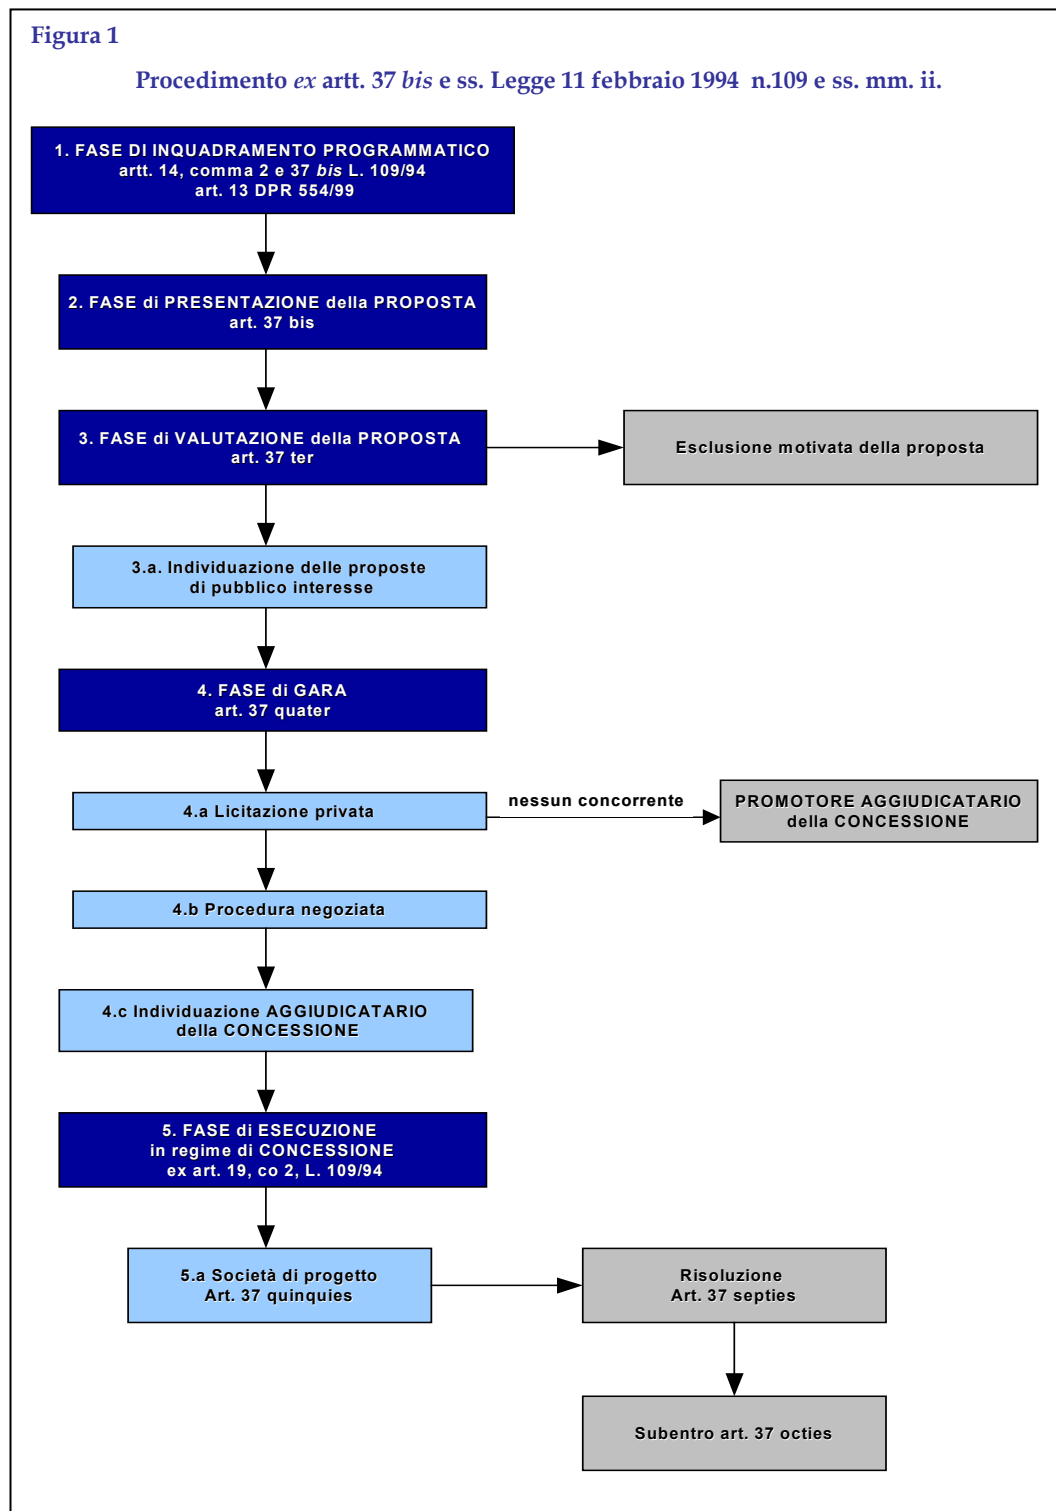 Figura 1
Procedimento ex artt. 37 bis e ss. Legge 11 febbraio 1994 n.109 e ss. mm. ii.
1. FASE DI INQUADRAMENTO PROGRAMMATICO
artt. 14, comma 2 e 37 bis L. 109/94
art. 13 DPR 554/99
2. FASE di PRESENTAZIONE della PROPOSTA
art. 37 bis
3. FASE di VALUTAZIONE della PROPOSTA
art. 37 ter
Esclusione motivata della proposta
3.a. Individuazione delle proposte
di pubblico interesse
4. FASE di GARA
art. 37 quater
4.a Licitazione privata
nessun concorrente
PROMOTORE AGGIUDICATARIO
della CONCESSIONE
4.b Procedura negoziata
4.c Individuazione AGGIUDICATARIO
della CONCESSIONE
5. FASE di ESECUZIONE
in regime di CONCESSIONE
ex art. 19, co 2, L. 109/94
5.a Società di progetto
Art. 37 quinquies
Risoluzione
Art. 37 septies
Subentro art. 37 octies